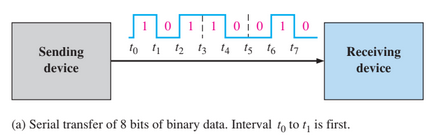 1 0 1 1 0 0 1 0
t0 t1 t2 t3 t4 t5 t6 t7
Sending
device
Receiving
device
(a) Serial transfer of 8 bits of binary data. Interval t0 to t1 is first.